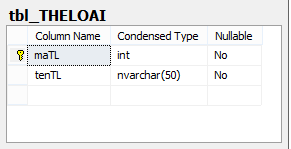 tbl_THELOAI
Column Name Condensed Type Nullable
maTL int No
tenTL nvarchar(50) No